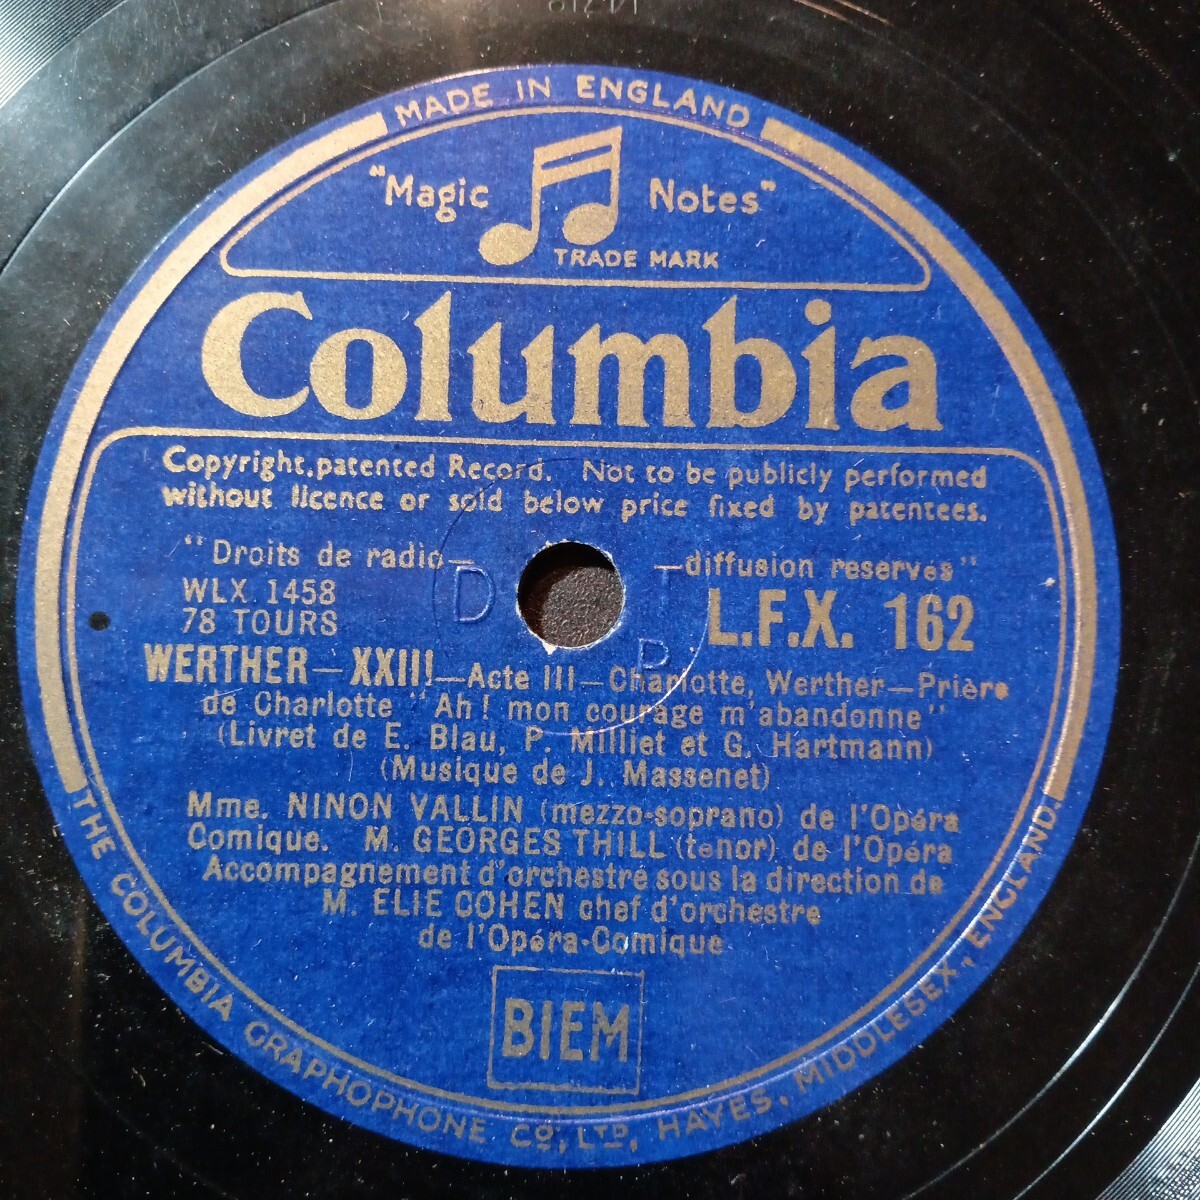 MADE IN ENGLAND
"Magic Notes"
TRADE MARK
Columbia
Copyright, patented Record. Not to be publicly performed
without licence or sold below price fixed by patentees.
"Droits de radio— —diffusion reservés"
WLX 1458
78 TOURS
L.F.X. 162
D T
P
WERTHER—XXIII—Acte III—Charlotte, Werther—Prière
de Charlotte "Ah! mon courage m'abandonne"
(Livret de E. Blau, P. Milliet et G. Hartmann)
(Musique de J. Massenet)
Mme. NINON VALLIN (mezzo-soprano) de l'Opéra
Comique. M. GEORGES THILL (tenor) de l'Opéra
Accompagnement d'orchestre sous la direction de
M. ELIE COHEN chef d'orchestre
de l'Opéra-Comique
BIEM
THE COLUMBIA GRAPHOPHONE CO., LTD., HAYES, MIDDLESEX, ENGLAND.